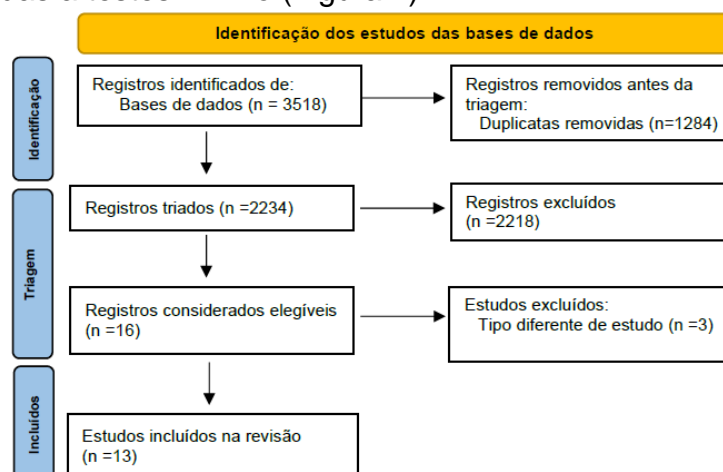 Identificação dos estudos das bases de dados
Identificação
Registros identificados de:
Bases de dados (n = 3518)
Registros removidos antes da
triagem:
Duplicatas removidas (n=1284)
Triagem
Registros triados (n =2234)
Registros excluídos
(n =2218)
Registros considerados elegíveis
(n =16)
Estudos excluídos:
Tipo diferente de estudo (n =3)
Incluídos
Estudos incluídos na revisão
(n =13)